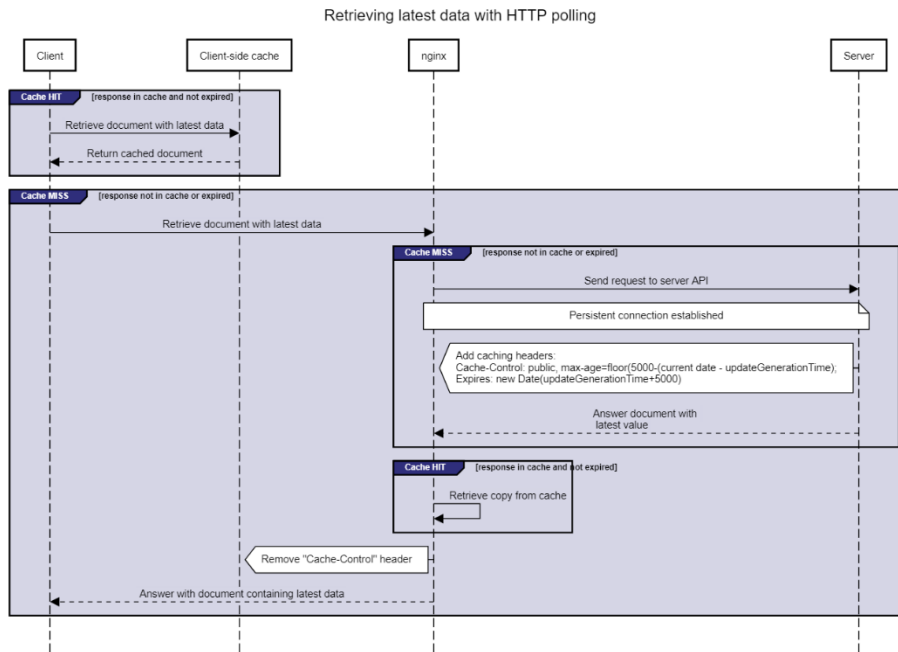 Retrieving latest data with HTTP polling
Client
Client-side cache
nginx
Server
Cache HIT
[response in cache and not expired]
Retrieve document with latest data
Return cached document
Cache MISS
[response not in cache or expired]
Retrieve document with latest data
Cache MISS
[response not in cache or expired]
Send request to server API
Persistent connection established
Add caching headers:
Cache-Control: public, max-age=floor(5000-(current date - updateGenerationTime);
Expires: new Date(updateGenerationTime+5000)
Answer document with
latest value
Cache HIT
[response in cache and not expired]
Retrieve copy from cache
Remove "Cache-Control" header
Answer with document containing latest data